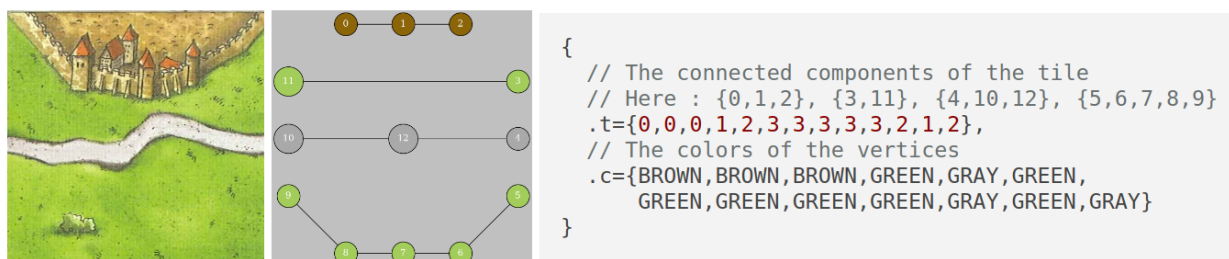 0 1 2
11 3
10 12 4
9 5
8 7 6
{
// The connected components of the tile
// Here : {0,1,2}, {3,11}, {4,10,12}, {5,6,7,8,9}
.t={0,0,0,1,2,3,3,3,3,3,2,1,2},
// The colors of the vertices
.c={BROWN,BROWN,BROWN,GREEN,GRAY,GREEN,
GREEN,GREEN,GREEN,GREEN,GRAY,GREEN,GRAY}
}